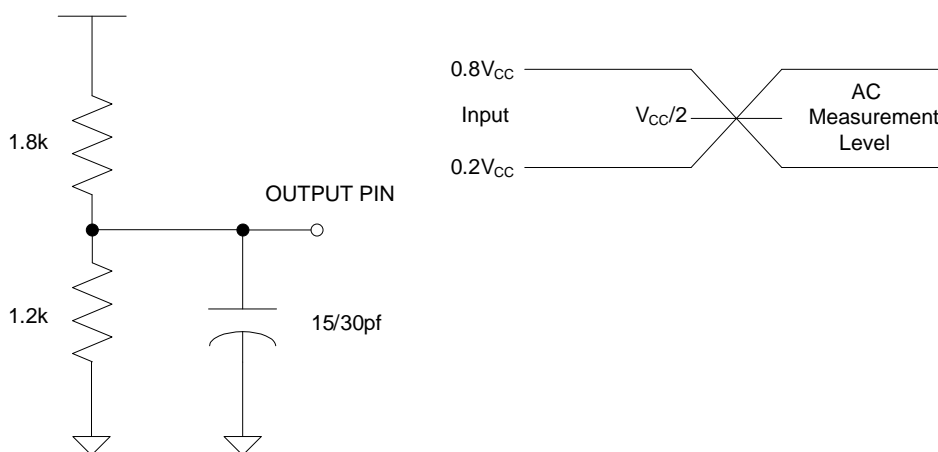 1.8k
1.2k
OUTPUT PIN
15/30pf
0.8VCC
Input
0.2VCC
VCC/2
AC
Measurement
Level